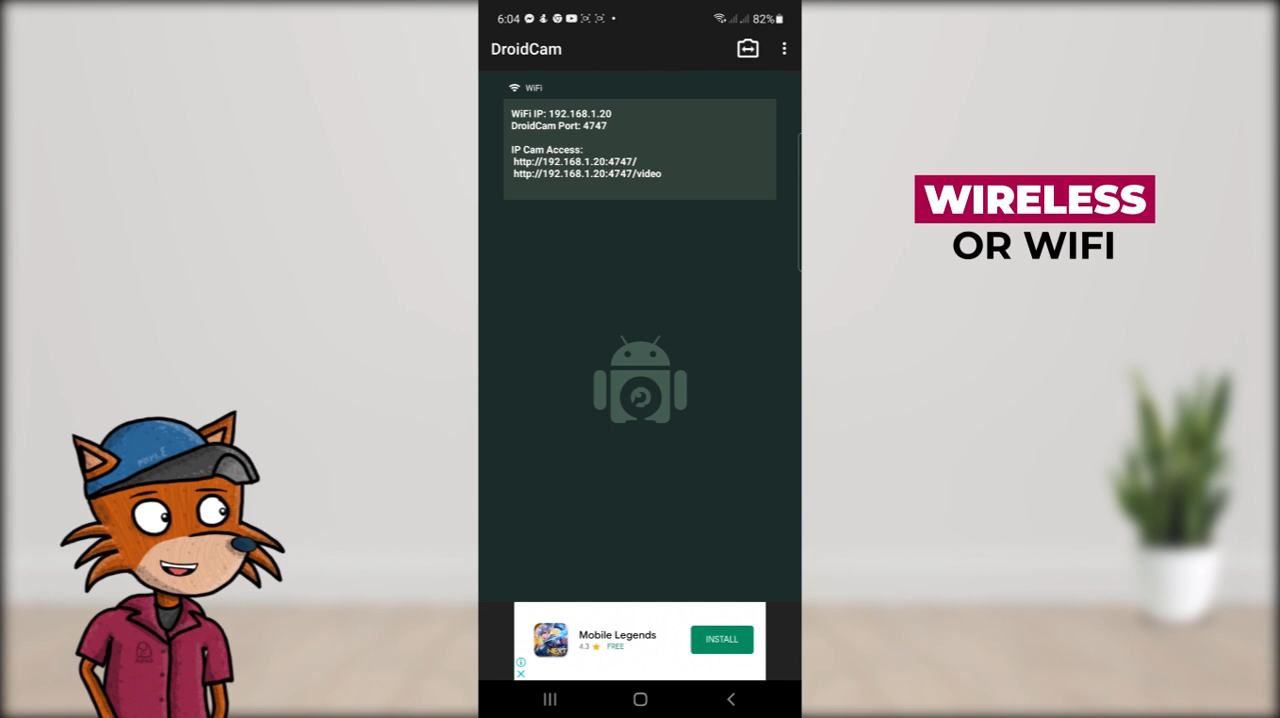 6:04
82%
DroidCam
WiFi
WiFi IP: 192.168.1.20
DroidCam Port: 4747
IP Cam Access:
http://192.168.1.20:4747/
http://192.168.1.20:4747/video
WIRELESS
OR WIFI
Mobile Legends
4.3 ★ FREE
INSTALL
NEXT